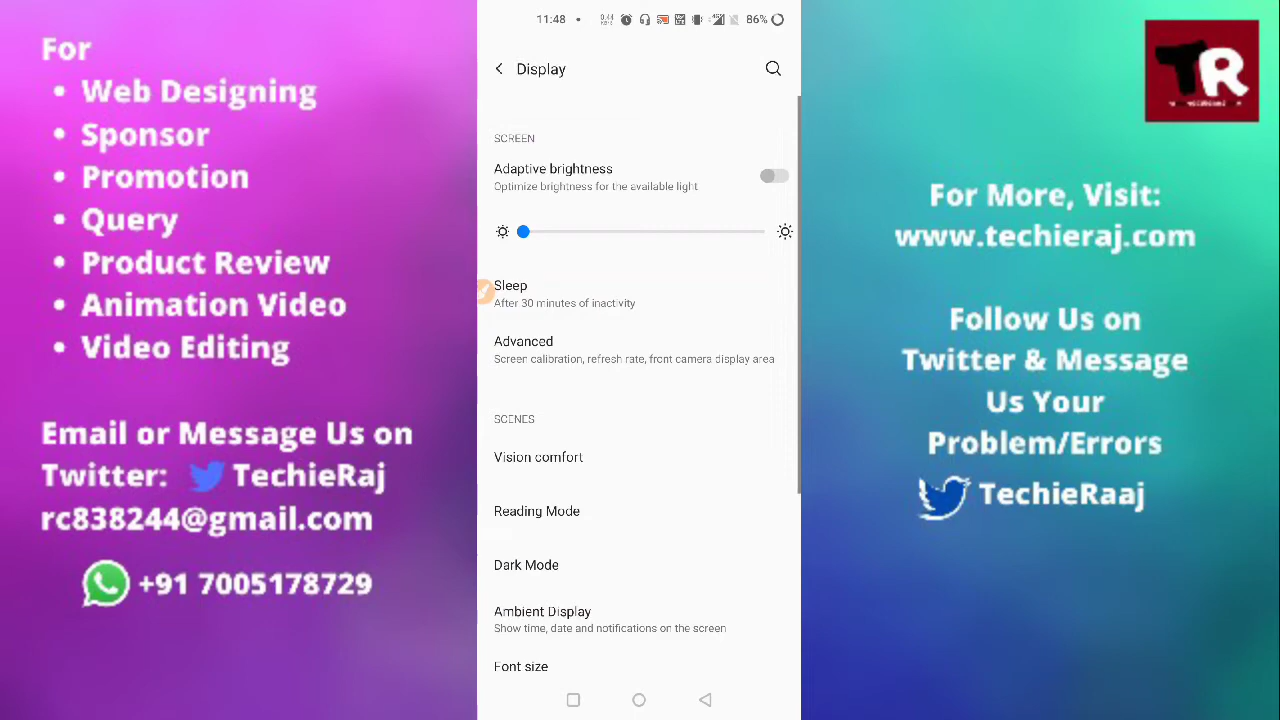 For
• Web Designing
• Sponsor
• Promotion
• Query
• Product Review
• Animation Video
• Video Editing
Email or Message Us on
Twitter: TechieRaj
rc838244@gmail.com
+91 7005178729
11:48
86%
Display
SCREEN
Adaptive brightness
Optimize brightness for the available light
Sleep
After 30 minutes of inactivity
Advanced
Screen calibration, refresh rate, front camera display area
SCENES
Vision comfort
Reading Mode
Dark Mode
Ambient Display
Show time, date and notifications on the screen
Font size
TR
For More, Visit:
www.techieraj.com
Follow Us on
Twitter & Message
Us Your
Problem/Errors
TechieRaaj